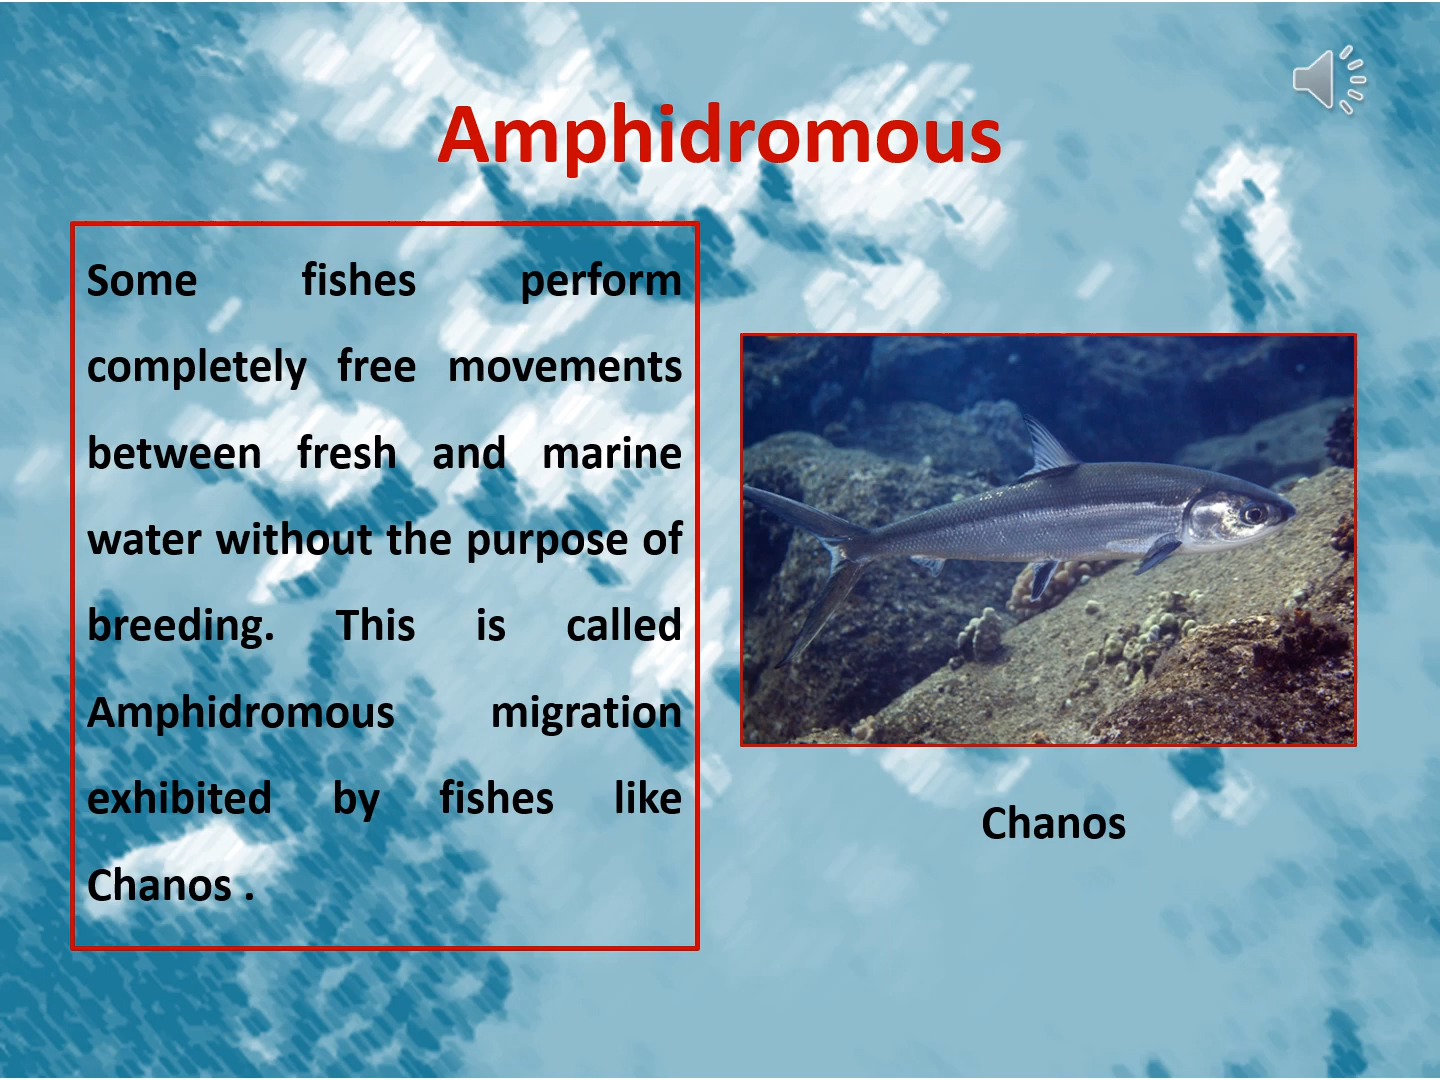 Amphidromous
Some fishes perform
completely free movements
between fresh and marine
water without the purpose of
breeding. This is called
Amphidromous migration
exhibited by fishes like
Chanos .
Chanos